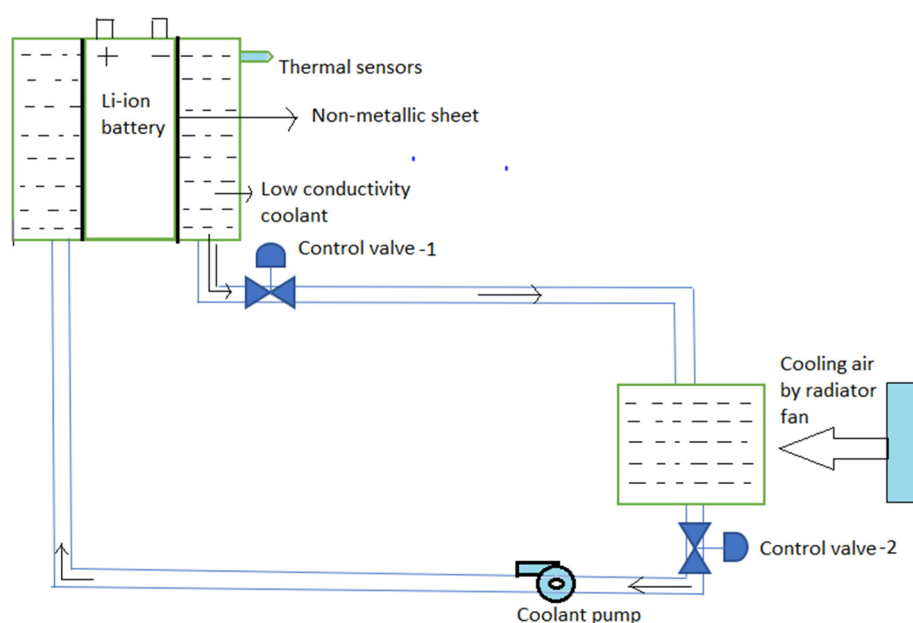 + −
Thermal sensors
Li-ion
battery
Non-metallic sheet
Low conductivity
coolant
Control valve -1
Cooling air
by radiator
fan
Control valve -2
Coolant pump